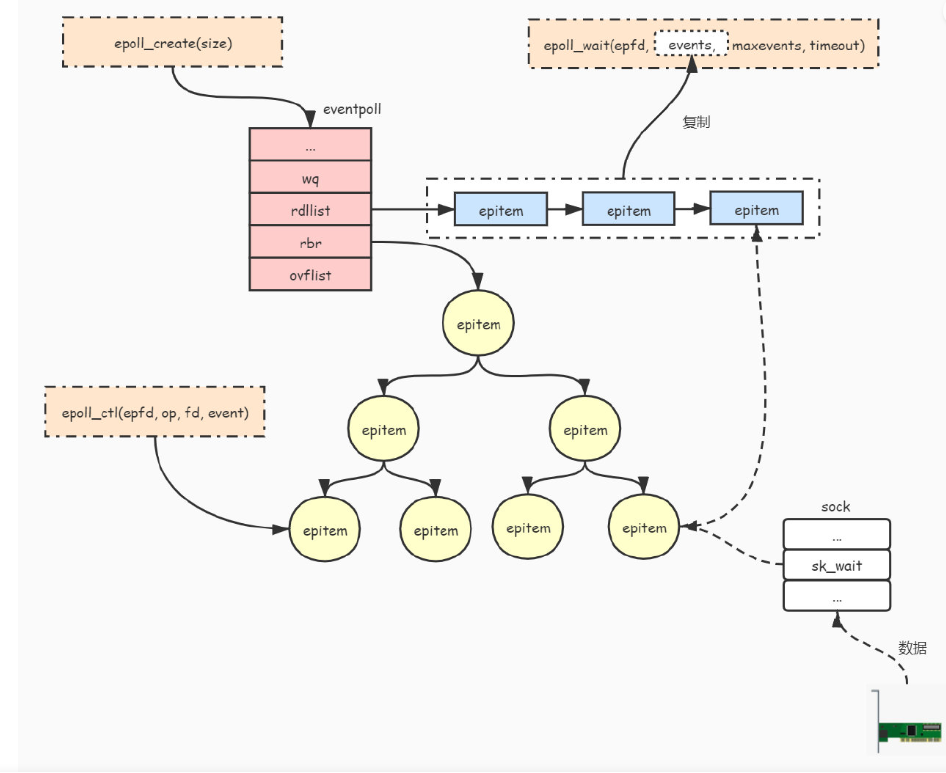 epoll_create(size)
epoll_wait(epfd, events, maxevents, timeout)
eventpoll
复制
...
wq
rdllist
epitem
epitem
epitem
rbr
ovflist
epitem
epoll_ctl(epfd, op, fd, event)
epitem
epitem
epitem
epitem
epitem
epitem
sock
...
sk_wait
...
数据